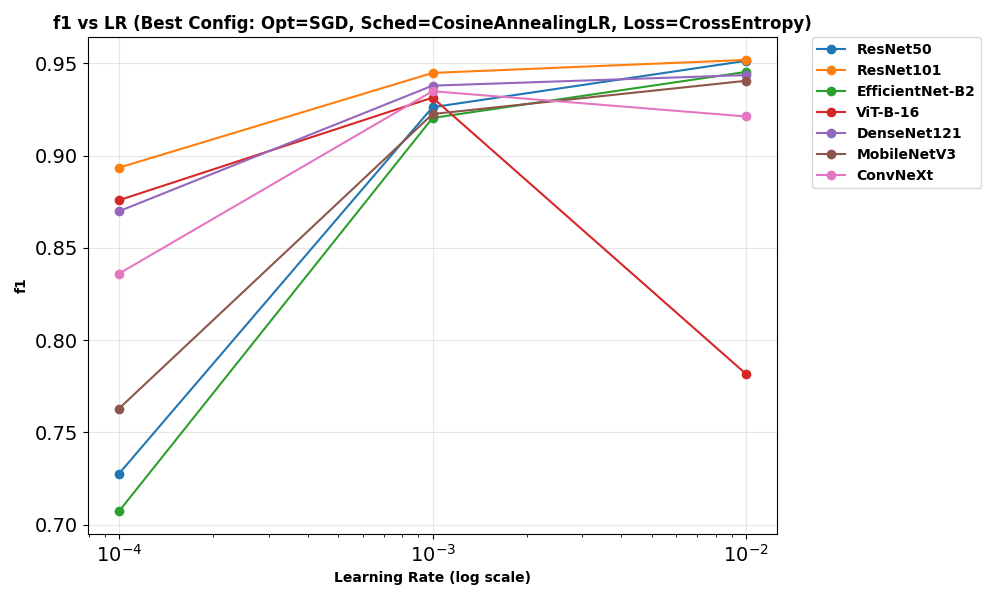 f1 vs LR (Best Config: Opt=SGD, Sched=CosineAnnealingLR, Loss=CrossEntropy)
ResNet50
ResNet101
EfficientNet-B2
ViT-B-16
DenseNet121
MobileNetV3
ConvNeXt
f1
0.95
0.90
0.85
0.80
0.75
0.70
10⁻⁴ 10⁻³ 10⁻²
Learning Rate (log scale)